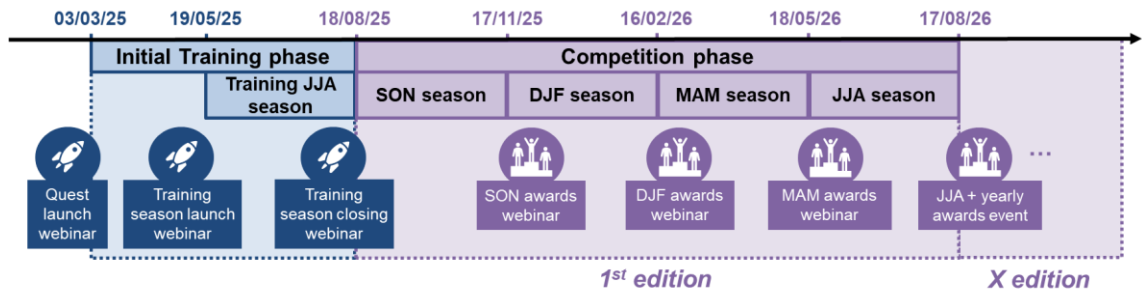 03/03/25 19/05/25 18/08/25 17/11/25 16/02/26 18/05/26 17/08/26
Initial Training phase
Competition phase
Training JJA
season
SON season
DJF season
MAM season
JJA season
Quest
launch
webinar
Training
season launch
webinar
Training
season closing
webinar
SON awards
webinar
DJF awards
webinar
MAM awards
webinar
JJA + yearly
awards event
...
1st edition
X edition